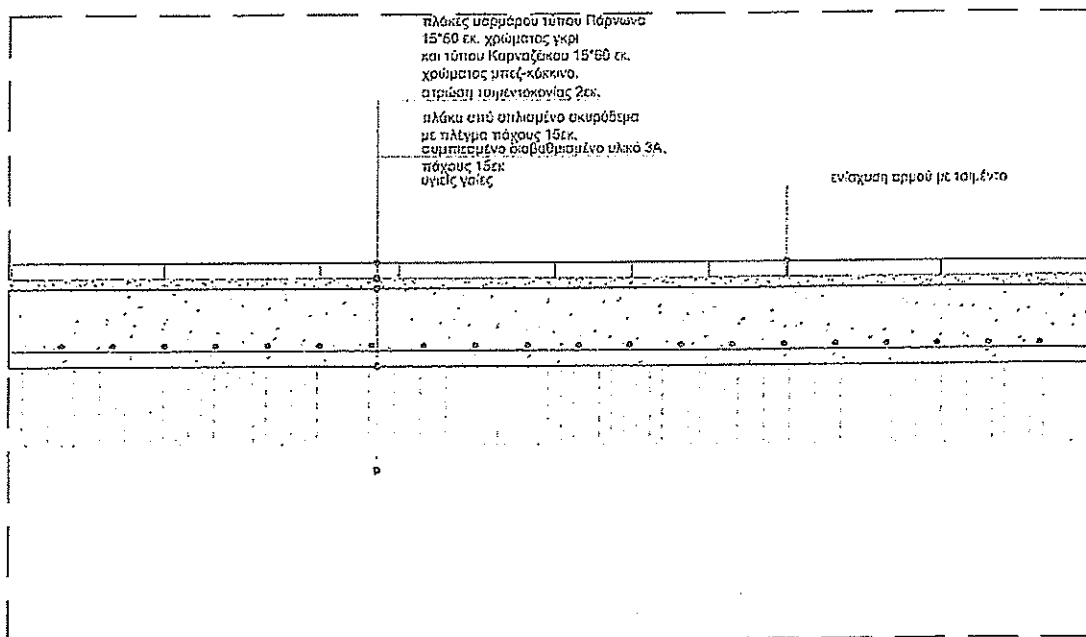 πλάκες μαρμάρου τύπου Πάρνωνα
15*60 εκ. χρώματος γκρι
και τύπου Καρναζέικου 15*60 εκ.
χρώματος μπεζ-κόκκινο,
στρώση τσιμεντοκονίας 2εκ.
πλάκα από οπλισμένο σκυρόδεμα
με πλέγμα πάχους 15εκ.
συμπιεσμένο διαβαθμισμένο υλικό 3Α,
πάχους 15εκ
υγιείς γαίες
ενίσχυση αρμού με τσιμέντο